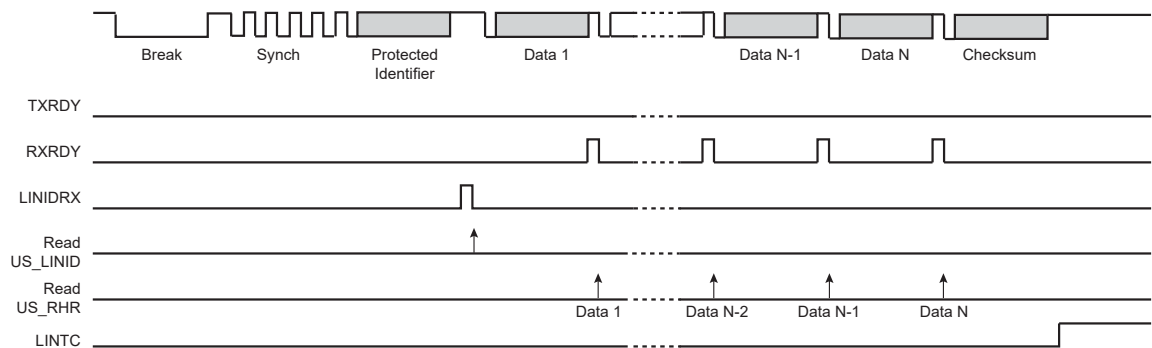 Break
Synch
Protected
Identifier
Data 1
Data N-1
Data N
Checksum
TXRDY
RXRDY
LINIDRX
Read
US_LINID
Read
US_RHR
Data 1
Data N-2
Data N-1
Data N
LINTC